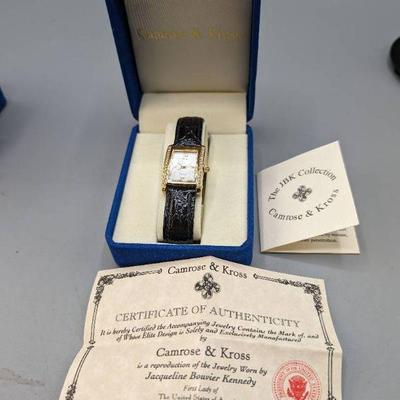 Camrose & Kross
The JBK Collection
Camrose & Kross
Camrose & Kross
CERTIFICATE OF AUTHENTICITY
It is hereby Certified the Accompanying Jewelry Contains the Mark of, and
of Whose Elite Design is Solely and Exclusively Manufactured
by
Camrose & Kross
is a reproduction of the Jewelry Worn by
Jacqueline Bouvier Kennedy
First Lady of
The United States of